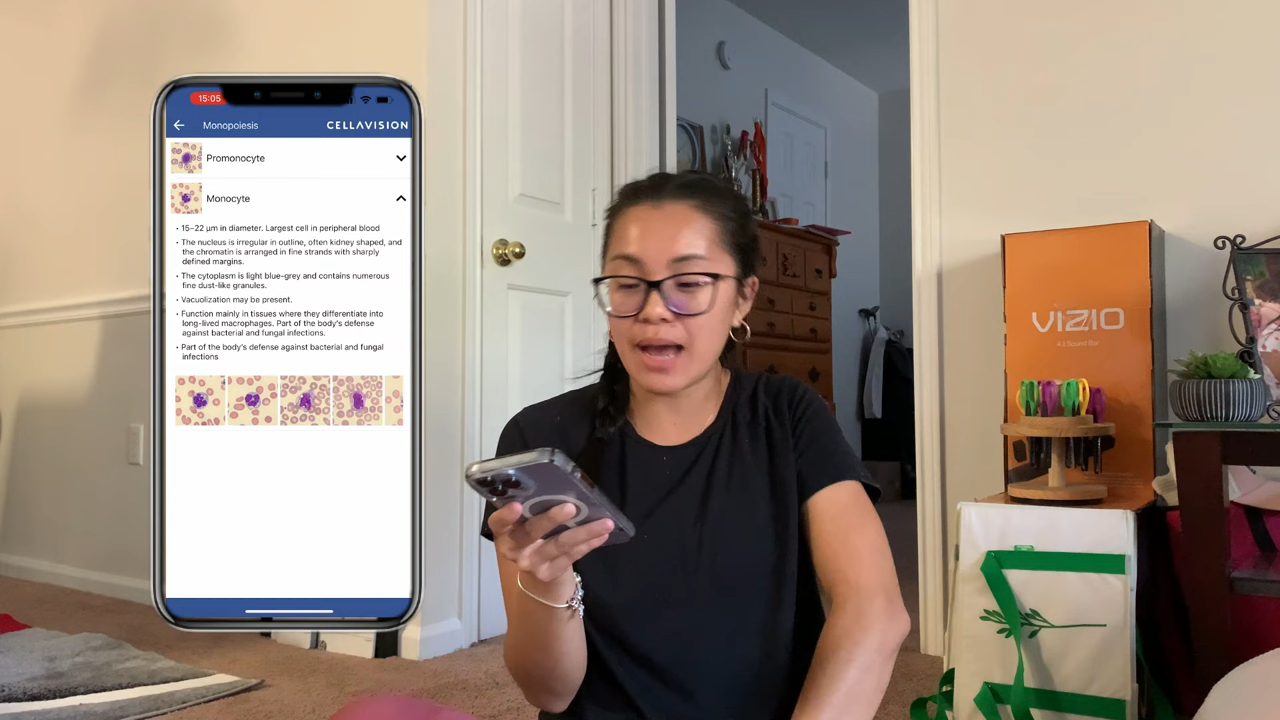 15:05
Monopoiesis
CELLAVISION
Promonocyte
Monocyte
• 15–22 µm in diameter. Largest cell in peripheral blood
• The nucleus is irregular in outline, often kidney shaped, and
the chromatin is arranged in fine strands with sharply
defined margins.
• The cytoplasm is light blue-grey and contains numerous
fine dust-like granules.
• Vacuolization may be present.
• Function mainly in tissues where they differentiate into
long-lived macrophages. Part of the body's defense
against bacterial and fungal infections.
• Part of the body's defense against bacterial and fungal
infections
VIZIO